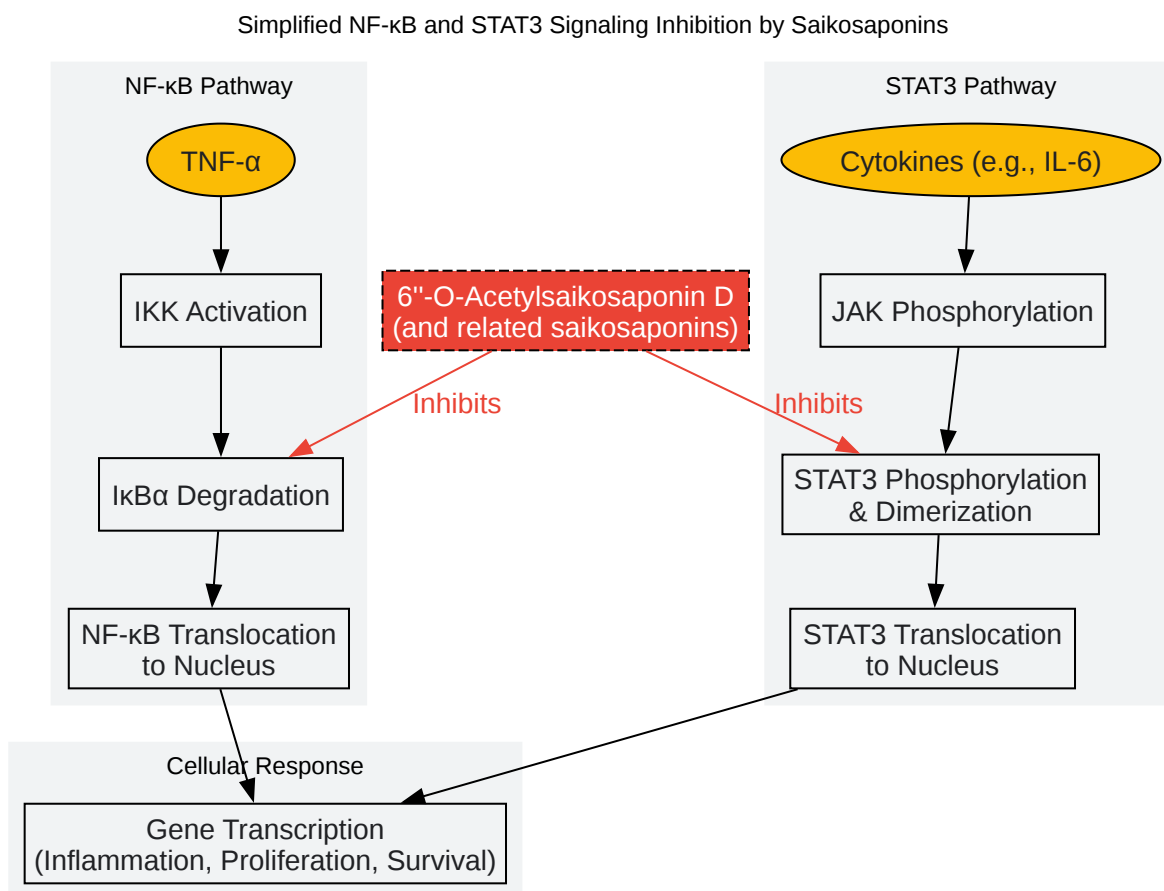 Simplified NF-κB and STAT3 Signaling Inhibition by Saikosaponins
NF-κB Pathway
STAT3 Pathway
TNF-α
Cytokines (e.g., IL-6)
IKK Activation
6''-O-Acetylsaikosaponin D
(and related saikosaponins)
JAK Phosphorylation
Inhibits
Inhibits
IκBα Degradation
STAT3 Phosphorylation
& Dimerization
NF-κB Translocation
to Nucleus
STAT3 Translocation
to Nucleus
Cellular Response
Gene Transcription
(Inflammation, Proliferation, Survival)